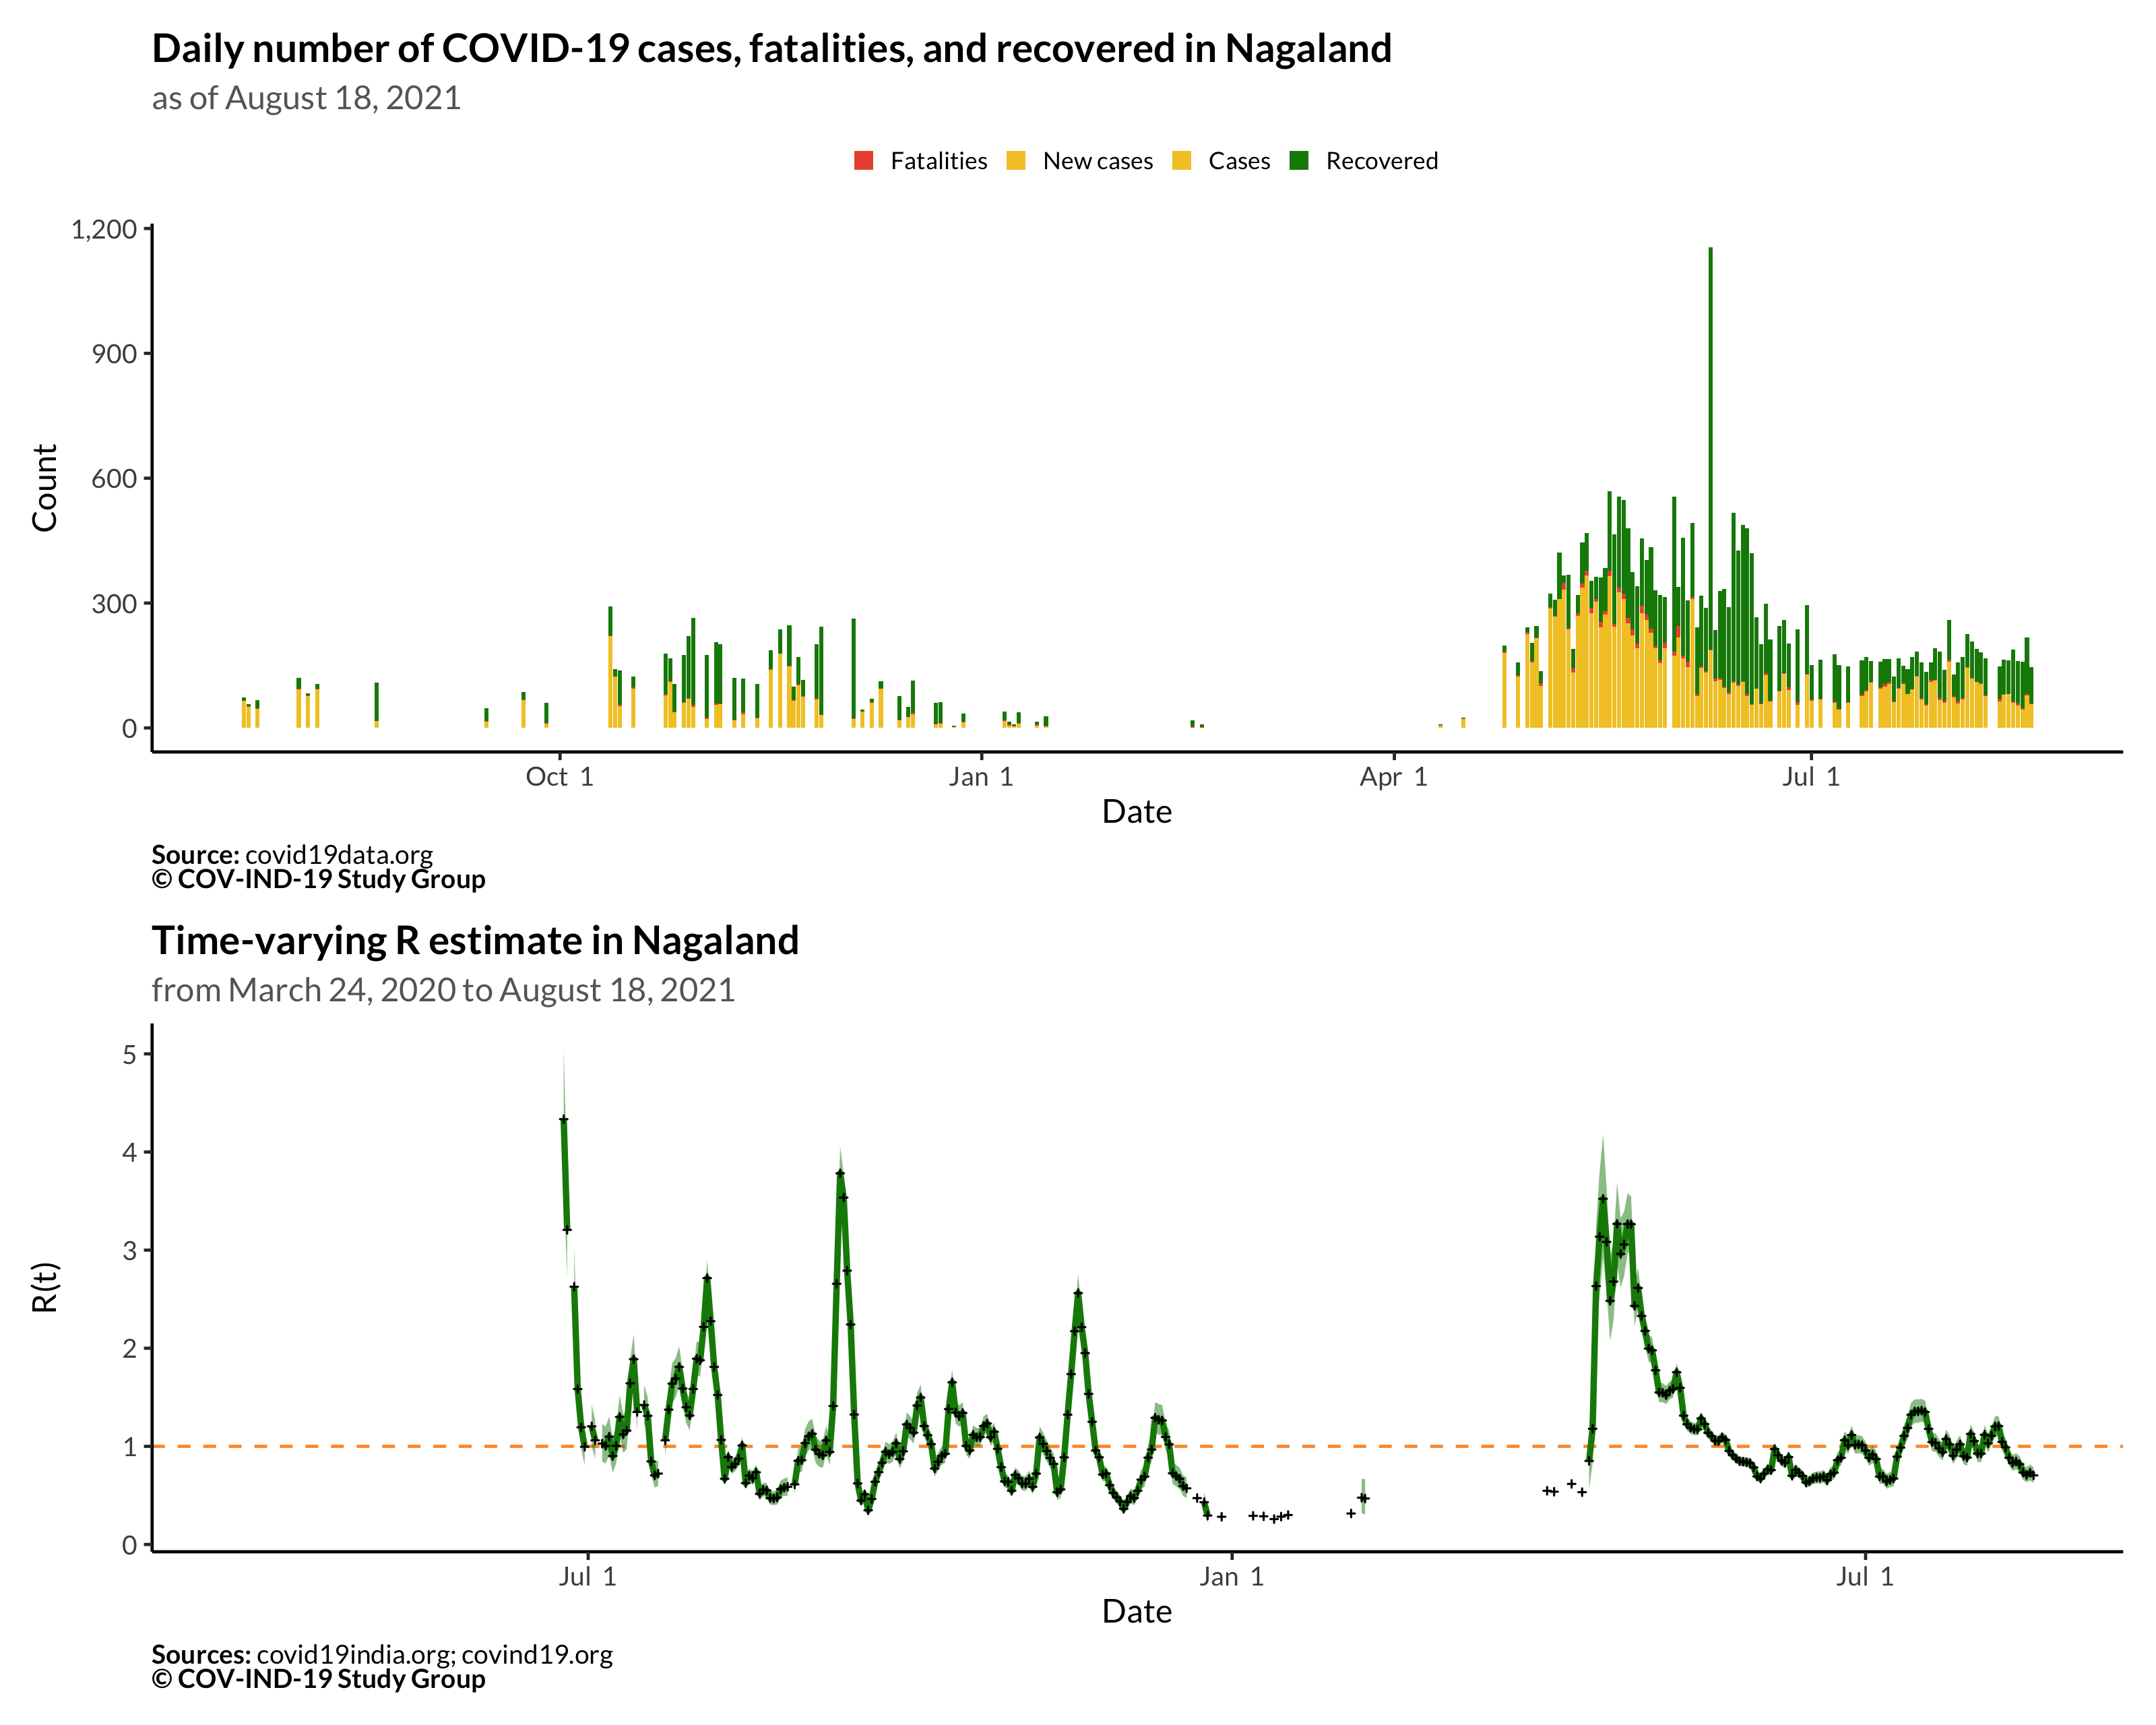 Daily number of COVID-19 cases, fatalities, and recovered in Nagaland
as of August 18, 2021
Fatalities New cases Cases Recovered
1,200
900
600
300
0
Count
Oct 1 Jan 1 Apr 1 Jul 1
Date
Source: covid19data.org
© COV-IND-19 Study Group
Time-varying R estimate in Nagaland
from March 24, 2020 to August 18, 2021
5
4
3
2
1
0
R(t)
Jul 1 Jan 1 Jul 1
Date
Sources: covid19india.org; covind19.org
© COV-IND-19 Study Group